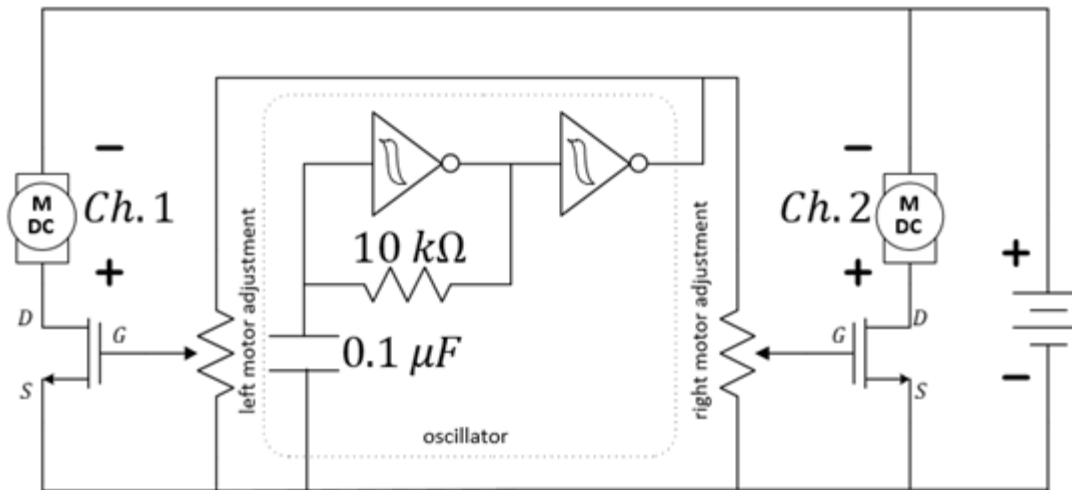 −
−
M
DC
Ch. 1
Ch. 2
M
DC
10 kΩ
+
+
+
left motor adjustment
right motor adjustment
D
G
S
0.1 μF
D
G
S
−
oscillator